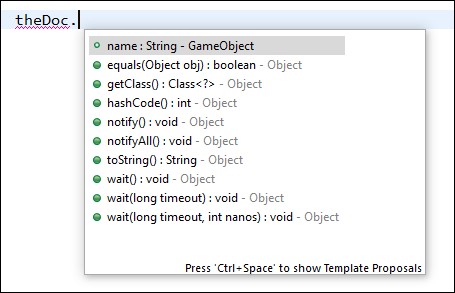 theDoc.
name : String - GameObject
equals(Object obj) : boolean - Object
getClass() : Class<?> - Object
hashCode() : int - Object
notify() : void - Object
notifyAll() : void - Object
toString() : String - Object
wait() : void - Object
wait(long timeout) : void - Object
wait(long timeout, int nanos) : void - Object
Press 'Ctrl+Space' to show Template Proposals